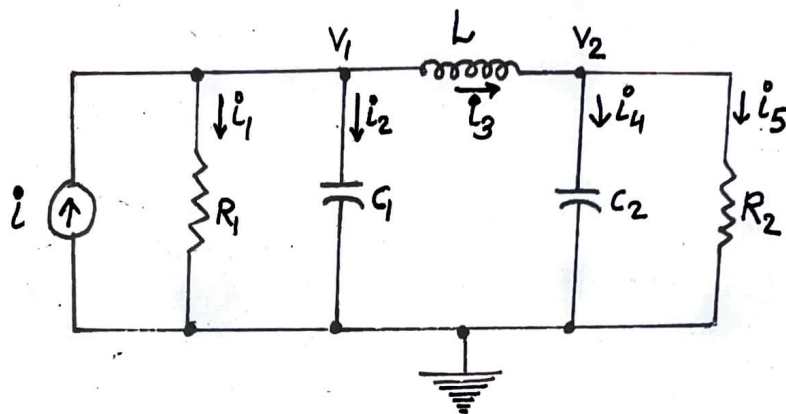 V₁ L V₂
i₁ i₂ i₃ i₄ i₅
i R₁ C₁ C₂ R₂